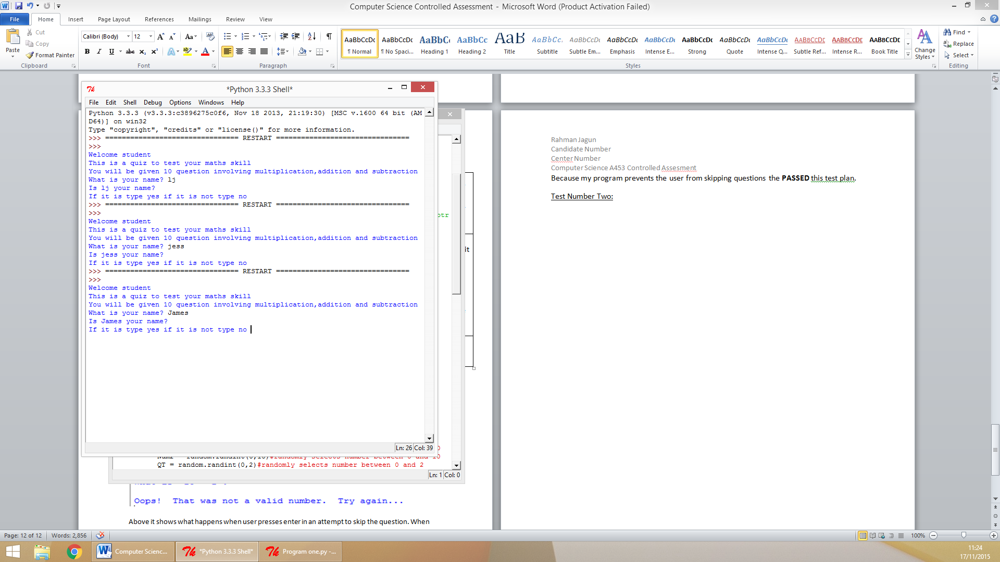 Computer Science Controlled Assessment - Microsoft Word (Product Activation Failed)
File Home Insert Page Layout References Mailings Review View
Paste
Cut
Copy
Format Painter
Clipboard
Calibri (Body) 12
Font
Paragraph
AaBbCcDc AaBbCcDc AaBbC AaBbCc AaB AaBbCc. AaBbCcDc AaBbCcDc AaBbCcDc AaBbCcDc AaBbCcDc AaBbCcDc AABBCCDE AABBCCDE AABBCCDE
¶ Normal ¶ No Spaci... Heading 1 Heading 2 Title Subtitle Subtle Em... Emphasis Intense E... Strong Quote Intense Q... Subtle Ref... Intense R... Book Title
Styles
Change Styles
Find
Replace
Select
Editing
*Python 3.3.3 Shell*
File Edit Shell Debug Options Windows Help
Python 3.3.3 (v3.3.3:c3896275c0f6, Nov 18 2013, 21:19:30) [MSC v.1600 64 bit (AM
D64)] on win32
Type "copyright", "credits" or "license()" for more information.
>>> ================================ RESTART ================================
>>>
Welcome student
This is a quiz to test your maths skill
You will be given 10 question involving multiplication,addition and subtraction
What is your name? lj
Is lj your name?
If it is type yes if it is not type no
>>> ================================ RESTART ================================
>>>
Welcome student
This is a quiz to test your maths skill
You will be given 10 question involving multiplication,addition and subtraction
What is your name? jess
Is jess your name?
If it is type yes if it is not type no
>>> ================================ RESTART ================================
>>>
Welcome student
This is a quiz to test your maths skill
You will be given 10 question involving multiplication,addition and subtraction
What is your name? James
Is James your name?
If it is type yes if it is not type no
Ln: 26 Col: 39
otr
it
= random.randint(0,10)#randomly selects number between 0 and 10
QT = random.randint(0,2)#randomly selects number between 0 and 2
Ln: 1 Col: 0
Oops! That was not a valid number. Try again...
Above it shows what happens when user presses enter in an attempt to skip the question. When
Rahman Jagun
Candidate Number
Center Number
Computer Science A453 Controlled Assesment
Because my program prevents the user from skipping questions the PASSED this test plan.
Test Number Two:
Page: 12 of 12 Words: 2,856
100%
Computer Scienc... *Python 3.3.3 Shell* Program one.py -...
11:24
17/11/2015